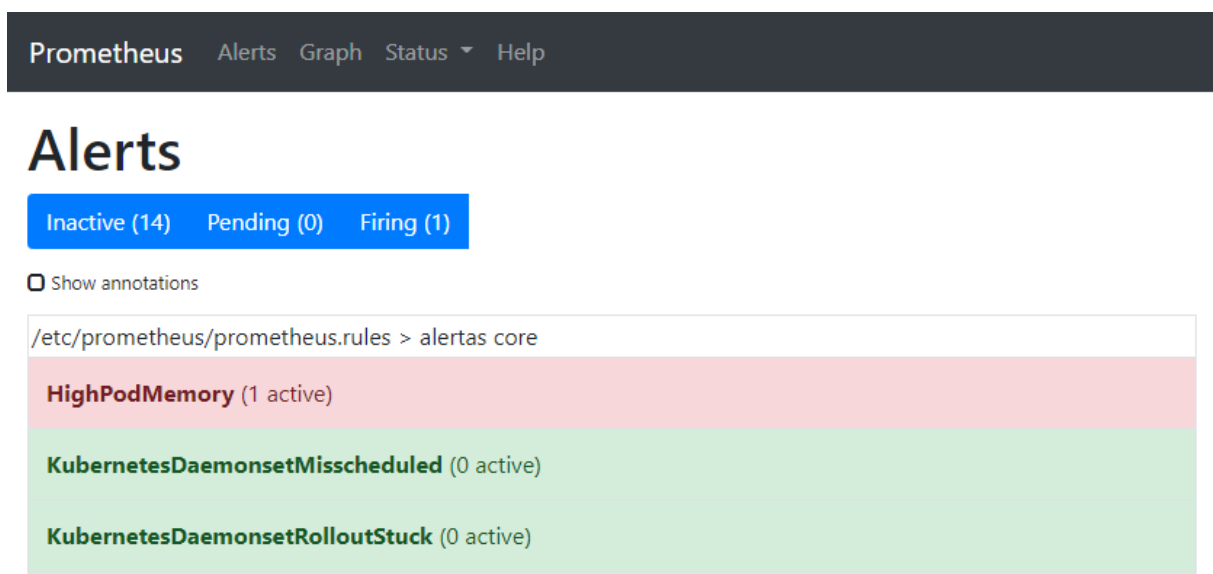 Prometheus Alerts Graph Status Help
Alerts
Inactive (14) Pending (0) Firing (1)
Show annotations
/etc/prometheus/prometheus.rules > alertas core
HighPodMemory (1 active)
KubernetesDaemonsetMisscheduled (0 active)
KubernetesDaemonsetRolloutStuck (0 active)